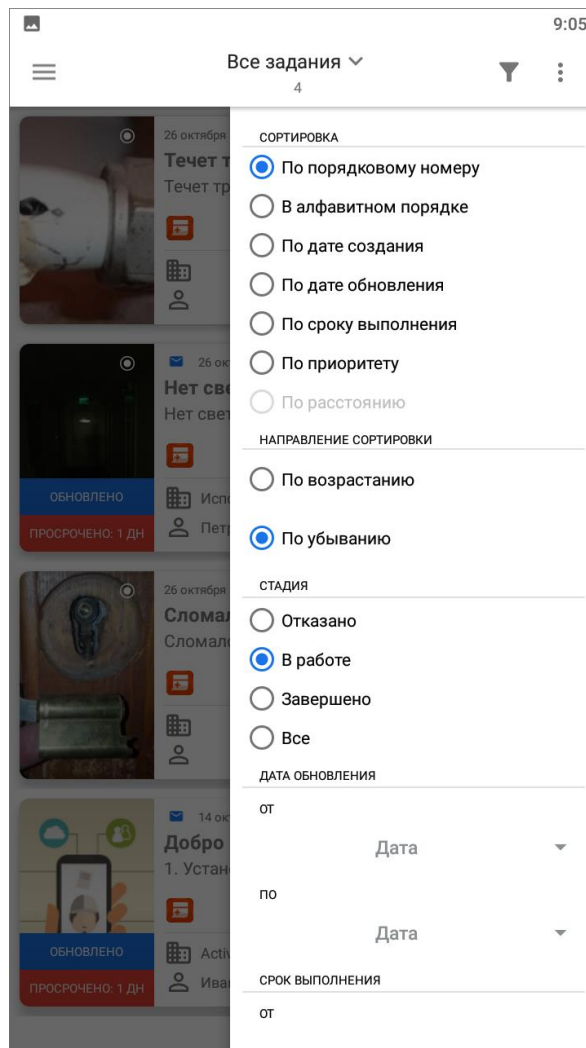 9:05
Все задания
4
СОРТИРОВКА
По порядковому номеру
В алфавитном порядке
По дате создания
По дате обновления
По сроку выполнения
По приоритету
По расстоянию
НАПРАВЛЕНИЕ СОРТИРОВКИ
По возрастанию
По убыванию
СТАДИЯ
Отказано
В работе
Завершено
Все
ДАТА ОБНОВЛЕНИЯ
от
Дата
по
Дата
СРОК ВЫПОЛНЕНИЯ
от
26 октября
Течет т
Течет тр
26 ок
Нет све
Нет свет
ОБНОВЛЕНО
ПРОСРОЧЕНО: 1 ДН
Испо
Петр
26 октября
Сломал
Сломало
14 ок
Добро
1. Устан
ОБНОВЛЕНО
ПРОСРОЧЕНО: 1 ДН
Activ
Иван